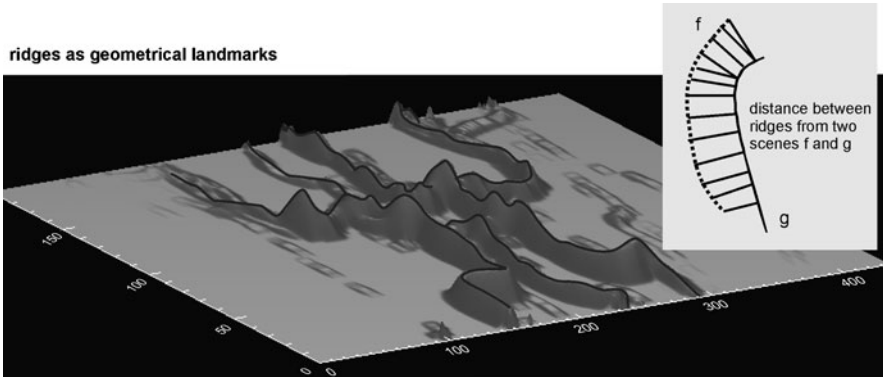 ridges as geometrical landmarks
f
distance between
ridges from two
scenes f and g
g
150
100
50
0
0
100
200
300
400